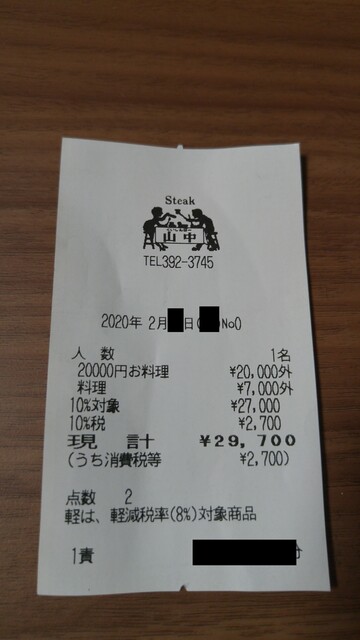 Steak
山中
TEL392-3745
2020年 2月 日( No)
人 数 1名
20000円お料理 ¥20,000外
料理 ¥7,000外
10%対象 ¥27,000
10%税 ¥2,700
現 計 ¥29,700
(うち消費税等 ¥2,700)
点数 2
軽は、軽減税率(8%)対象商品
1責 分